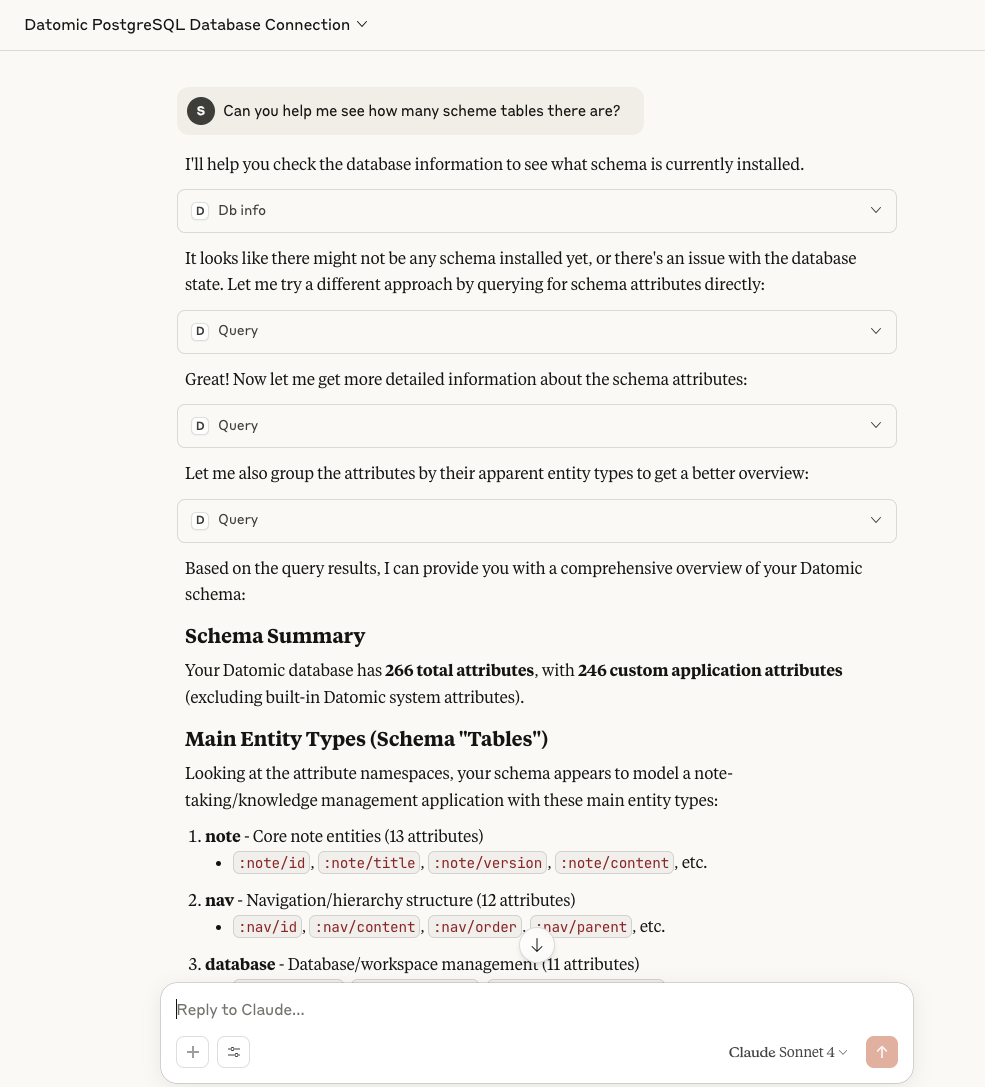 Datomic PostgreSQL Database Connection
S Can you help me see how many scheme tables there are?
I'll help you check the database information to see what schema is currently installed.
D Db info
It looks like there might not be any schema installed yet, or there's an issue with the database
state. Let me try a different approach by querying for schema attributes directly:
D Query
Great! Now let me get more detailed information about the schema attributes:
D Query
Let me also group the attributes by their apparent entity types to get a better overview:
D Query
Based on the query results, I can provide you with a comprehensive overview of your Datomic
schema:
Schema Summary
Your Datomic database has 266 total attributes, with 246 custom application attributes
(excluding built-in Datomic system attributes).
Main Entity Types (Schema "Tables")
Looking at the attribute namespaces, your schema appears to model a note-
taking/knowledge management application with these main entity types:
1. note - Core note entities (13 attributes)
• :note/id, :note/title, :note/version, :note/content, etc.
2. nav - Navigation/hierarchy structure (12 attributes)
• :nav/id, :nav/content, :nav/order, :nav/parent, etc.
3. database - Database/workspace management (11 attributes)
Reply to Claude...
Claude Sonnet 4